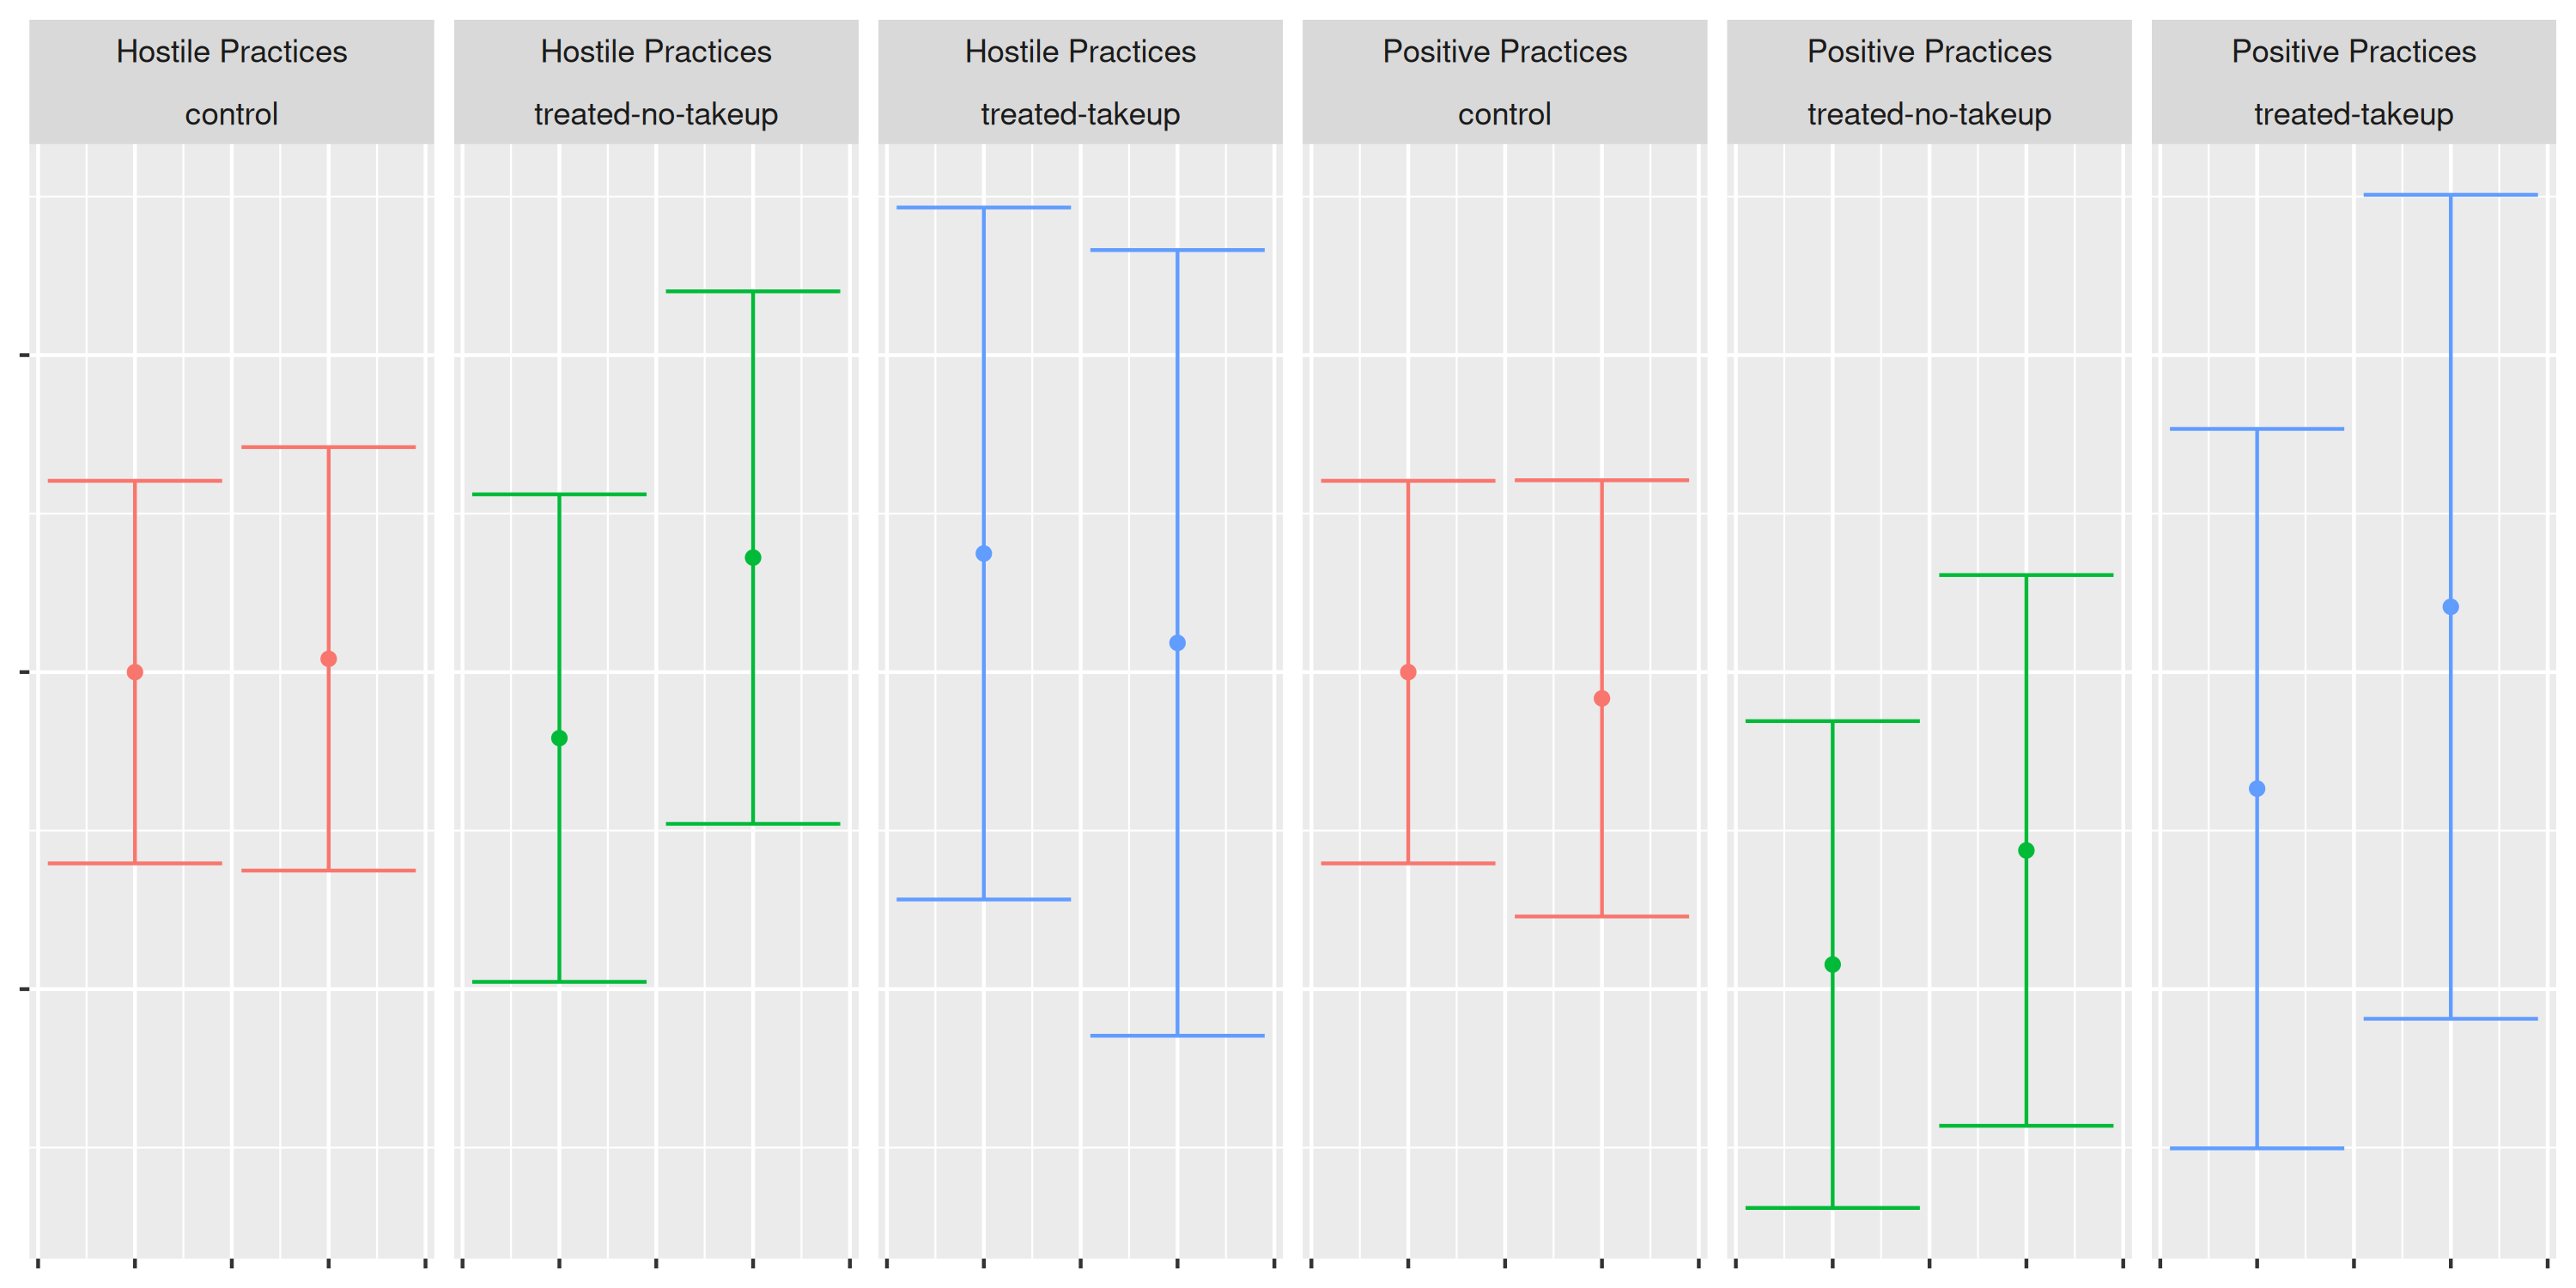 Hostile Practices
control
Hostile Practices
treated-no-takeup
Hostile Practices
treated-takeup
Positive Practices
control
Positive Practices
treated-no-takeup
Positive Practices
treated-takeup